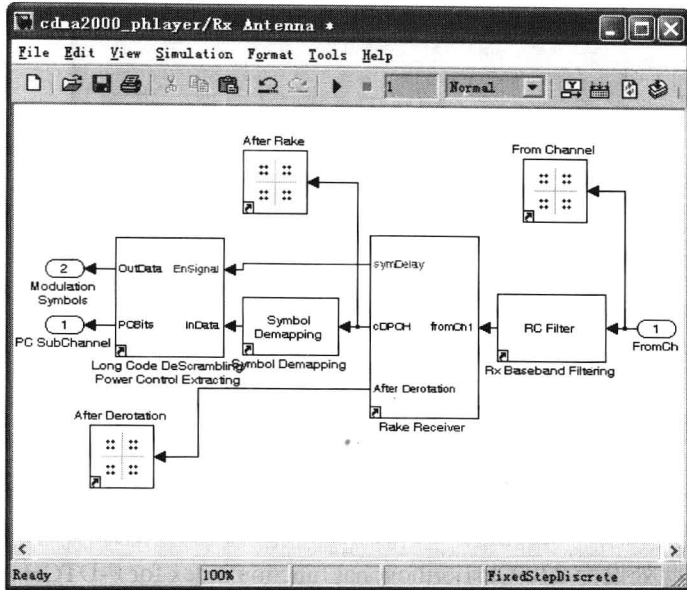 cdma2000_phlayer/Rx Antenna *
File Edit View Simulation Format Tools Help
1 Normal
After Rake
From Channel
2
Modulation
Symbols
OutData EnSignal
symDelay
1
PC SubChannel
PCBits InData
Symbol
Demapping
cDPCH fromCh1
RC Filter
1
FromCh
Long Code DeScrambling
Power Control Extracting
Symbol Demapping
Rx Baseband Filtering
After Derotation
After Derotation
Rake Receiver
Ready 100% FixedStepDiscrete